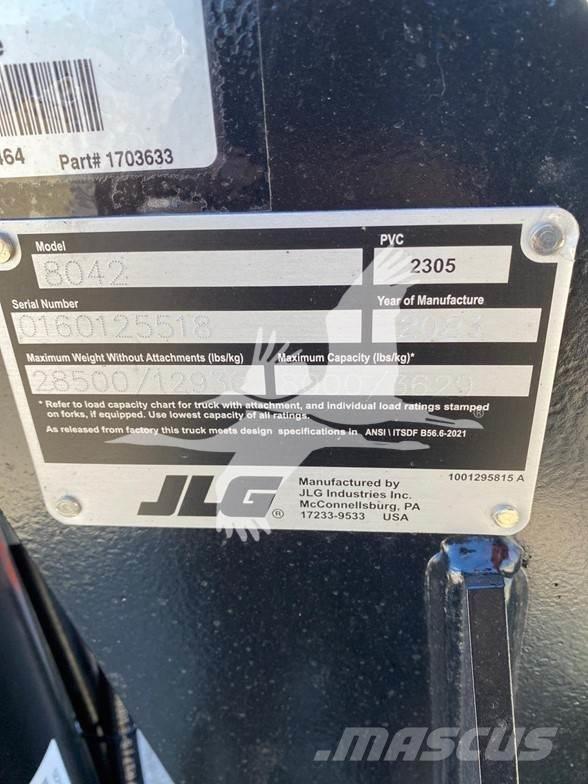 464 Part# 1703633
Model
8042
PVC
2305
Serial Number
0160125518
Year of Manufacture
Maximum Weight Without Attachments (lbs/kg)
Maximum Capacity (lbs/kg)*
* Refer to load capacity chart for truck with attachment, and individual load ratings stamped
on forks, if equipped. Use lowest capacity of all ratings.
As released from factory this truck meets design specifications in ANSI \ ITSDF B56.6-2021
JLG®
Manufactured by
JLG Industries Inc.
McConnellsburg, PA
17233-9533 USA
1001295815 A
MASCUS